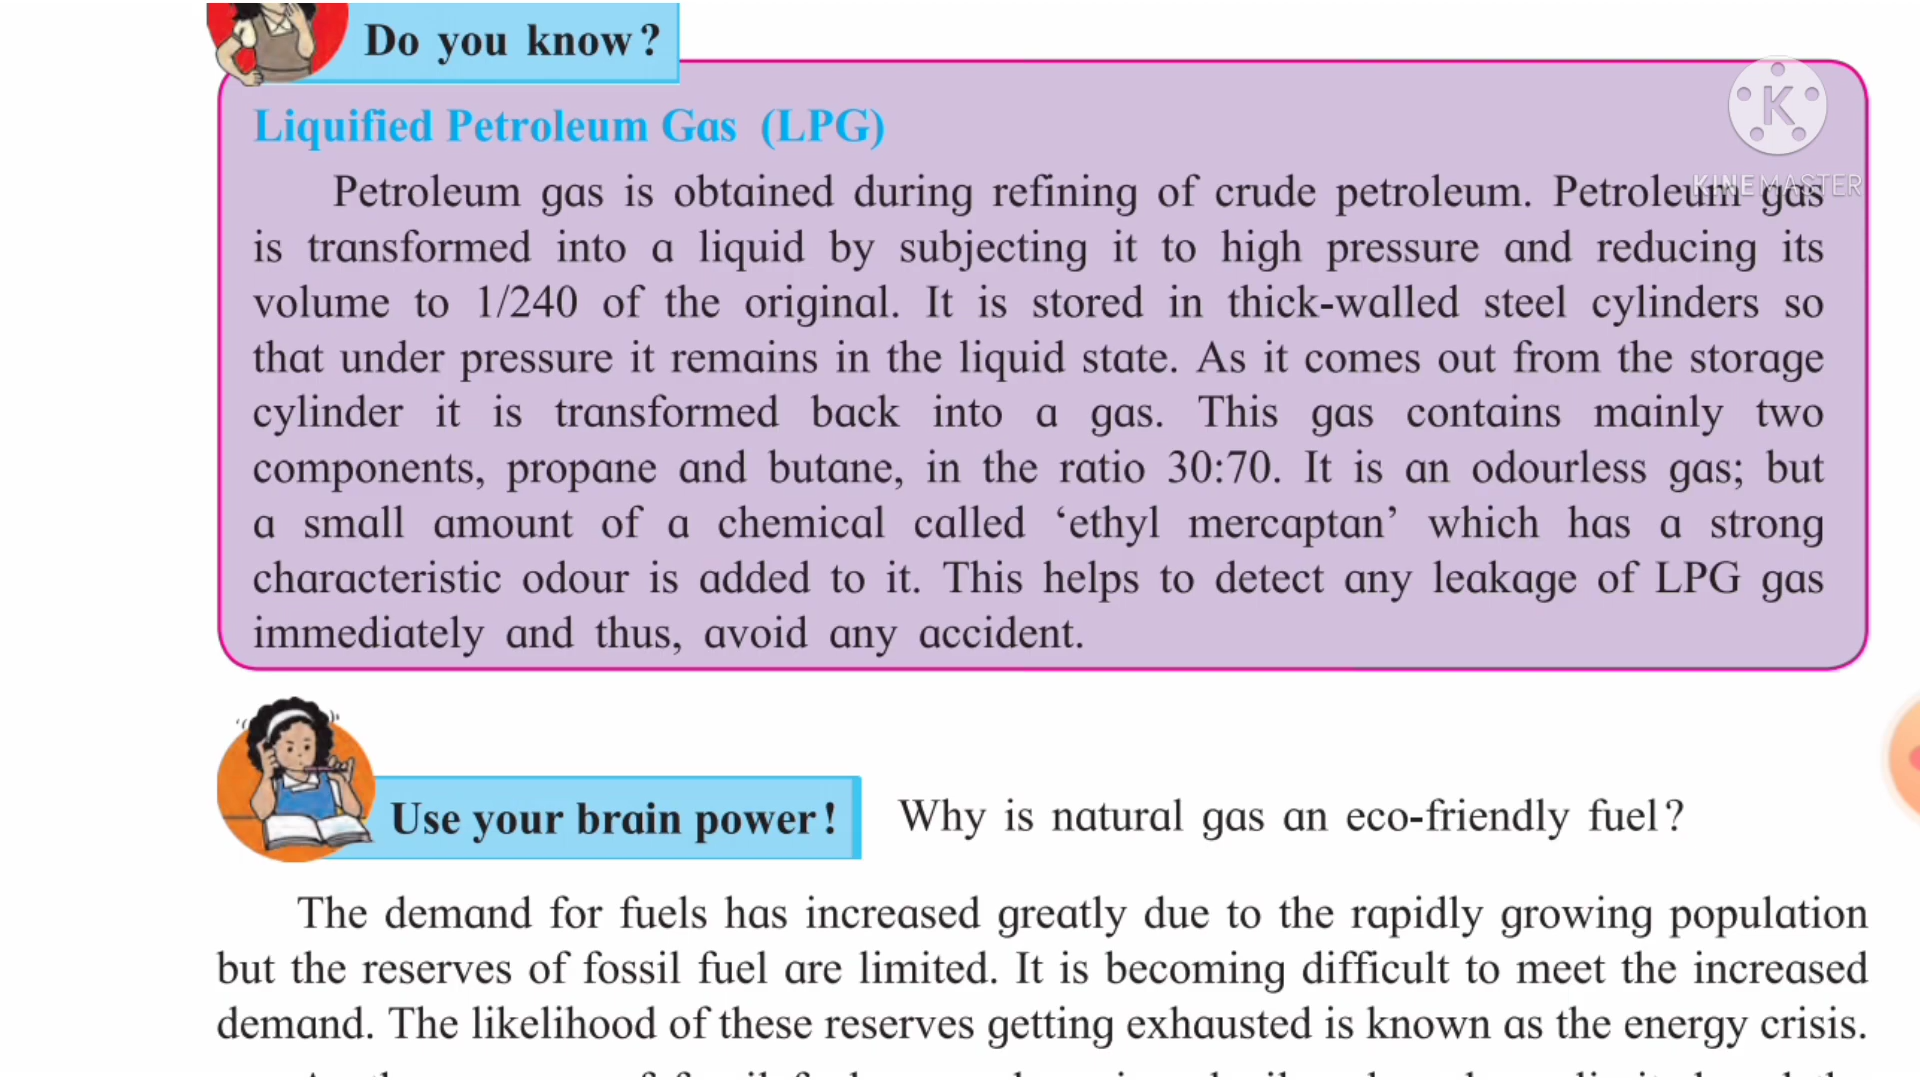 Do you know?
Liquified Petroleum Gas (LPG)
K
KINEMASTER
Petroleum gas is obtained during refining of crude petroleum. Petroleum gas
is transformed into a liquid by subjecting it to high pressure and reducing its
volume to 1/240 of the original. It is stored in thick-walled steel cylinders so
that under pressure it remains in the liquid state. As it comes out from the storage
cylinder it is transformed back into a gas. This gas contains mainly two
components, propane and butane, in the ratio 30:70. It is an odourless gas; but
a small amount of a chemical called ‘ethyl mercaptan’ which has a strong
characteristic odour is added to it. This helps to detect any leakage of LPG gas
immediately and thus, avoid any accident.
Use your brain power! Why is natural gas an eco-friendly fuel?
The demand for fuels has increased greatly due to the rapidly growing population
but the reserves of fossil fuel are limited. It is becoming difficult to meet the increased
demand. The likelihood of these reserves getting exhausted is known as the energy crisis.